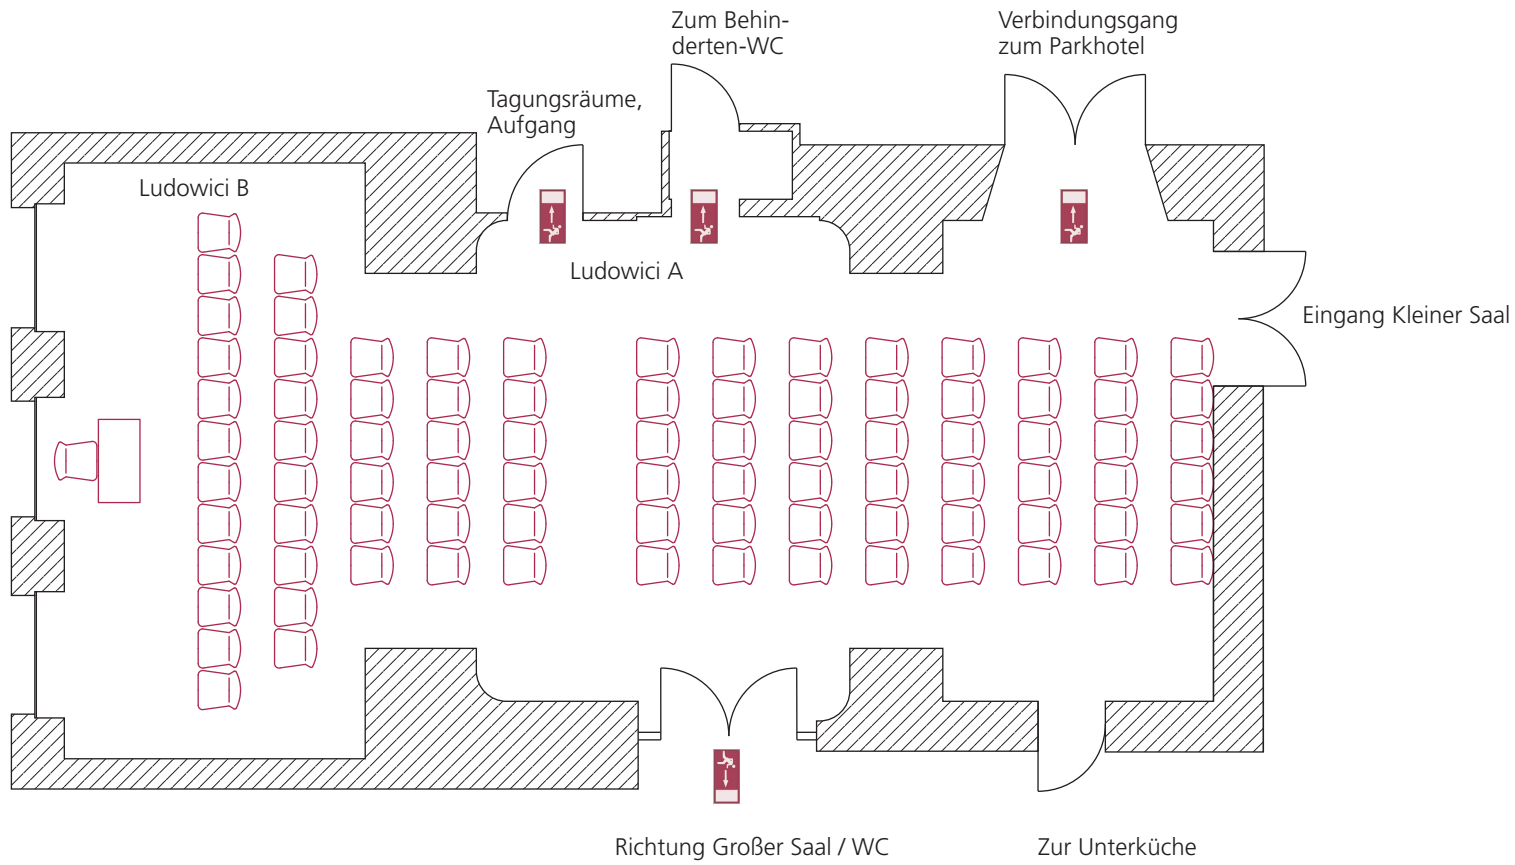 Zum Behin-
derten-WC
Verbindungsgang
zum Parkhotel
Tagungsräume,
Aufgang
Ludowici B
Ludowici A
Eingang Kleiner Saal
Richtung Großer Saal / WC
Zur Unterküche